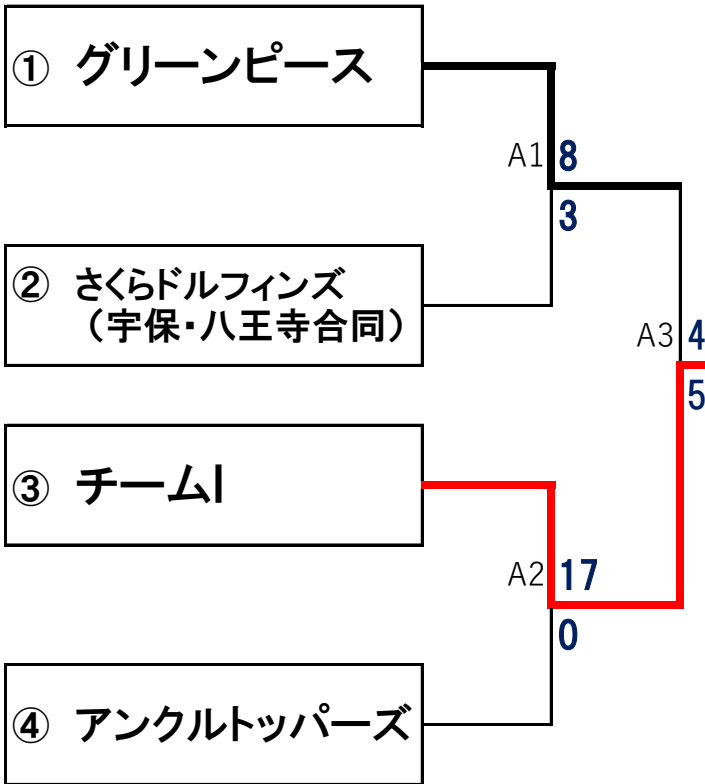 ① グリーンピース
A1 8
3
② さくらドルフィンズ
（宇保・八王寺合同）
A3 4
5
③ チームI
A2 17
0
④ アンクルトッパーズ